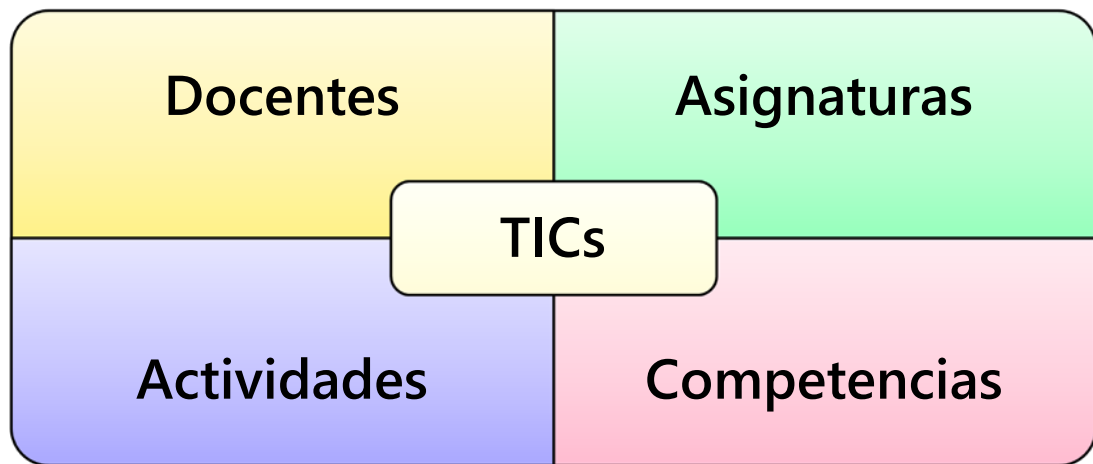 Docentes
Asignaturas
TICs
Actividades
Competencias